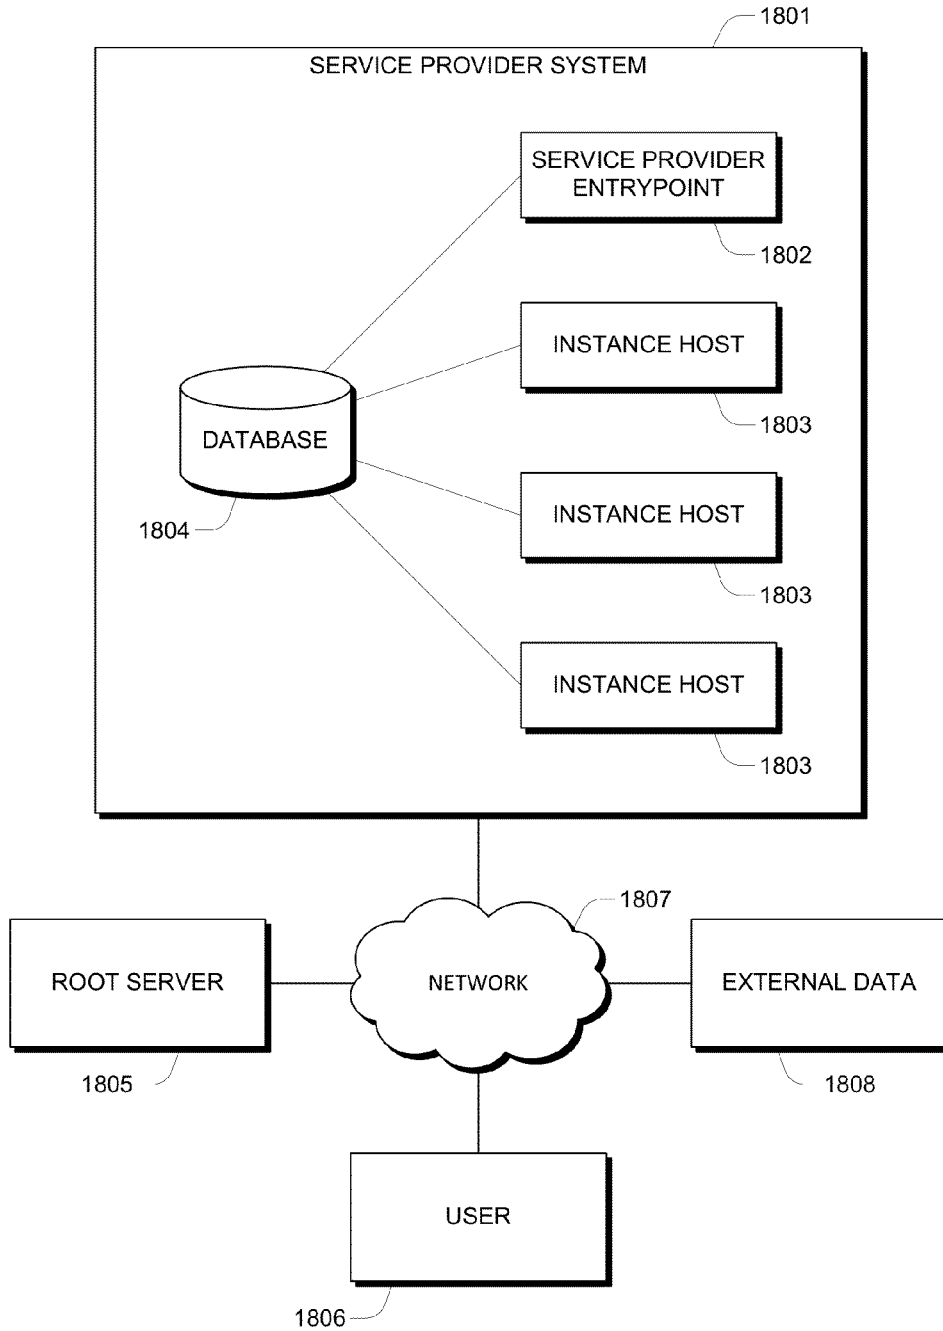 1801
SERVICE PROVIDER SYSTEM
SERVICE PROVIDER
ENTRYPOINT
1802
INSTANCE HOST
1803
DATABASE
1804
INSTANCE HOST
1803
INSTANCE HOST
1803
1807
ROOT SERVER
NETWORK
EXTERNAL DATA
1805
1808
USER
1806